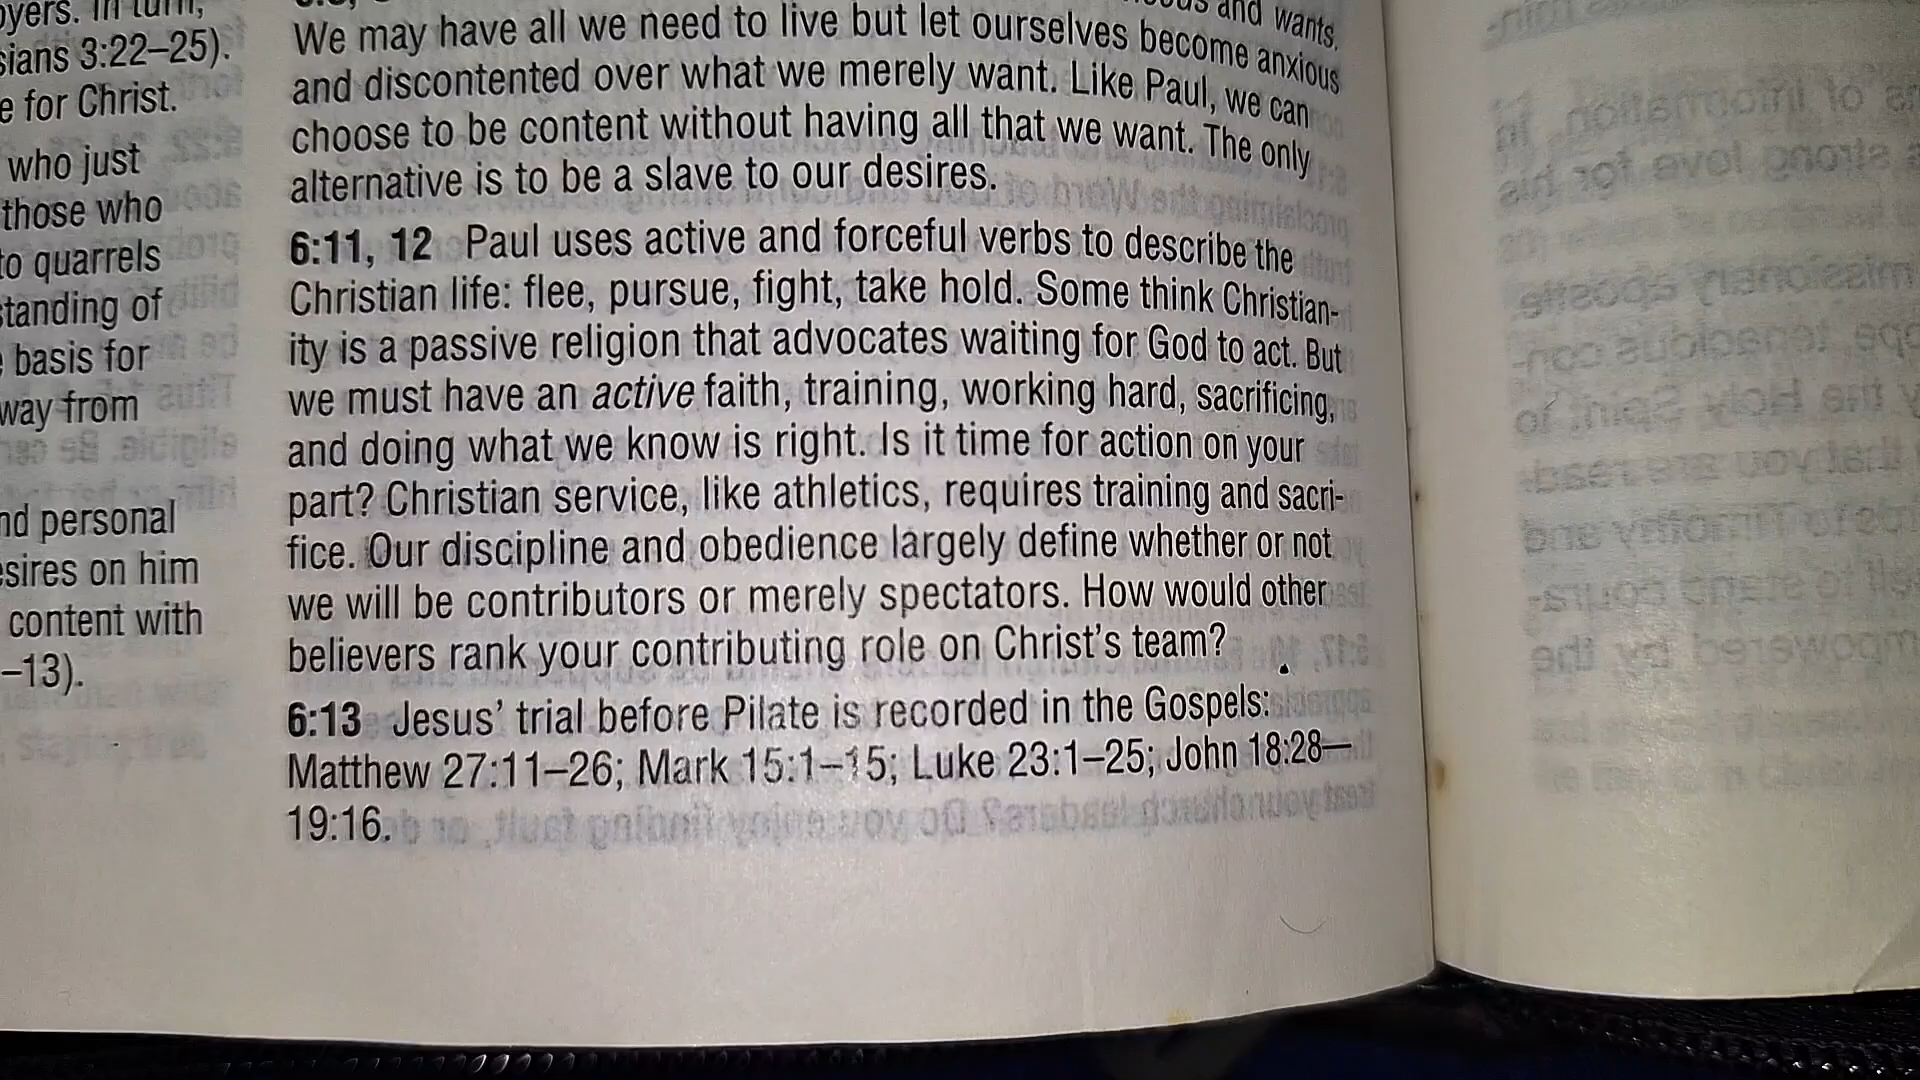 sians 3:22–25).
e for Christ.
who just
those who
to quarrels
standing of
basis for
way from
nd personal
esires on him
content with
–13).
and wants.
We may have all we need to live but let ourselves become anxious
and discontented over what we merely want. Like Paul, we can
choose to be content without having all that we want. The only
alternative is to be a slave to our desires.
6:11, 12 Paul uses active and forceful verbs to describe the
Christian life: flee, pursue, fight, take hold. Some think Christian-
ity is a passive religion that advocates waiting for God to act. But
we must have an active faith, training, working hard, sacrificing,
and doing what we know is right. Is it time for action on your
part? Christian service, like athletics, requires training and sacri-
fice. Our discipline and obedience largely define whether or not
we will be contributors or merely spectators. How would other
believers rank your contributing role on Christ’s team?
6:13 Jesus’ trial before Pilate is recorded in the Gospels:
Matthew 27:11–26; Mark 15:1–15; Luke 23:1–25; John 18:28—
19:16.